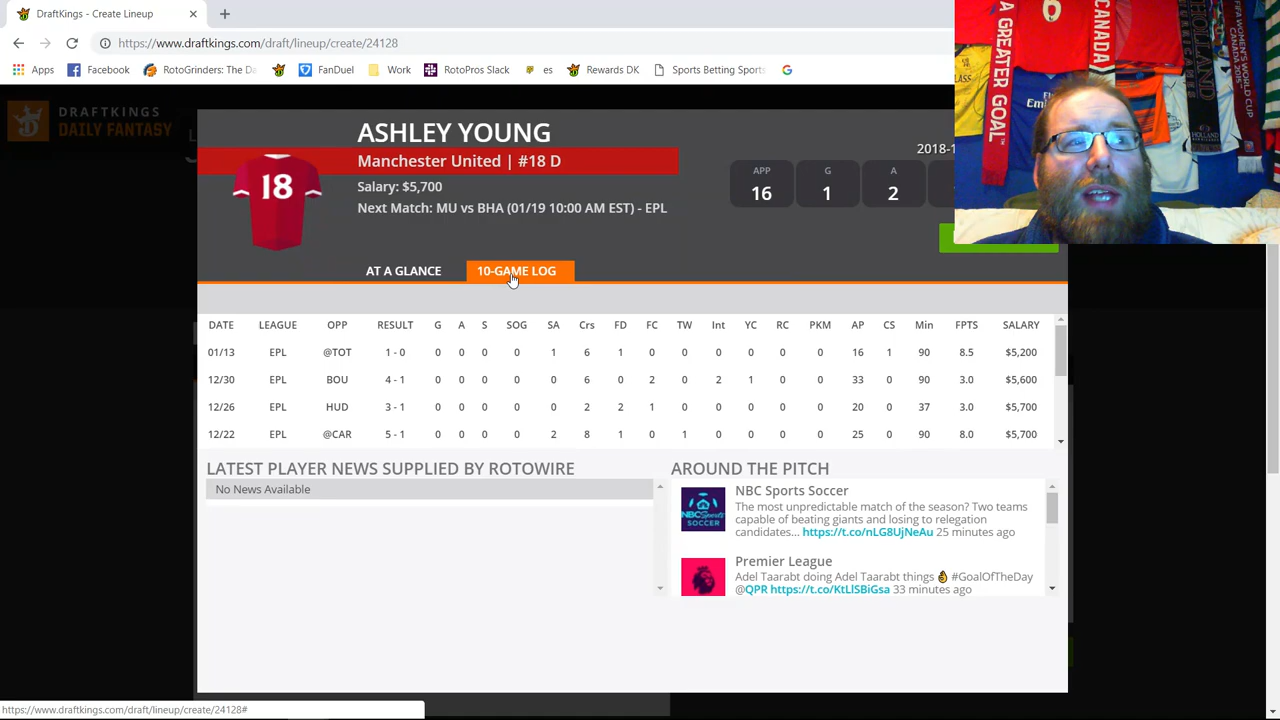 DraftKings - Create Lineup
https://www.draftkings.com/draft/lineup/create/24128
Apps Facebook RotoGrinders: The Da FanDuel Work RotoPros Slack es Rewards DK Sports Betting Sport
DRAFTKINGS
DAILY FANTASY
ASHLEY YOUNG
Manchester United | #18 D
18
Salary: $5,700
Next Match: MU vs BHA (01/19 10:00 AM EST) - EPL
2018-1
APP G A
16 1 2
A GREATER GOAL
6
CANADA
HOLLAND
FIFA WOMEN'S WORLD CUP CANADA 2015
AT A GLANCE 10-GAME LOG
DATE LEAGUE OPP RESULT G A S SOG SA Crs FD FC TW Int YC RC PKM AP CS Min FPTS SALARY
01/13 EPL @TOT 1 - 0 0 0 0 0 1 6 1 0 0 0 0 0 0 16 1 90 8.5 $5,200
12/30 EPL BOU 4 - 1 0 0 0 0 0 6 0 2 0 2 1 0 0 33 0 90 3.0 $5,600
12/26 EPL HUD 3 - 1 0 0 0 0 0 2 2 1 0 0 0 0 0 20 0 37 3.0 $5,700
12/22 EPL @CAR 5 - 1 0 0 0 0 2 8 1 0 1 0 0 0 0 25 0 90 8.0 $5,700
LATEST PLAYER NEWS SUPPLIED BY ROTOWIRE
No News Available
AROUND THE PITCH
NBC Sports Soccer
The most unpredictable match of the season? Two teams
capable of beating giants and losing to relegation
candidates... https://t.co/nLG8UjNeAu 25 minutes ago
Premier League
Adel Taarabt doing Adel Taarabt things 👌 #GoalOfTheDay
@QPR https://t.co/KtLlSBiGsa 33 minutes ago
https://www.draftkings.com/draft/lineup/create/24128#